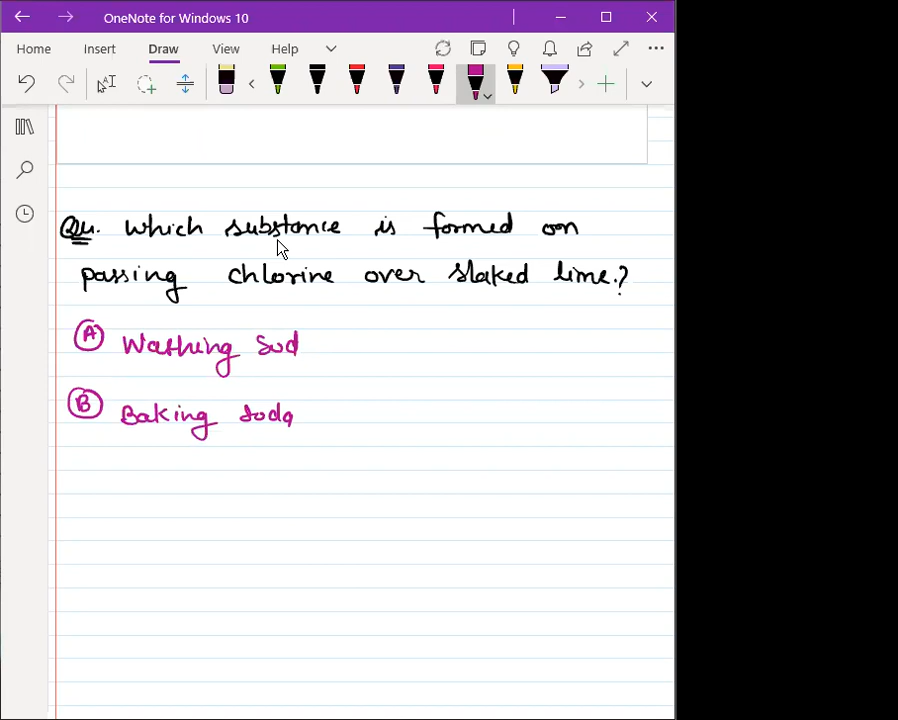 OneNote for Windows 10
Home Insert Draw View Help
Qu. Which substance is formed on
passing chlorine over slaked lime.?
A Washing Sod
B Baking Soda